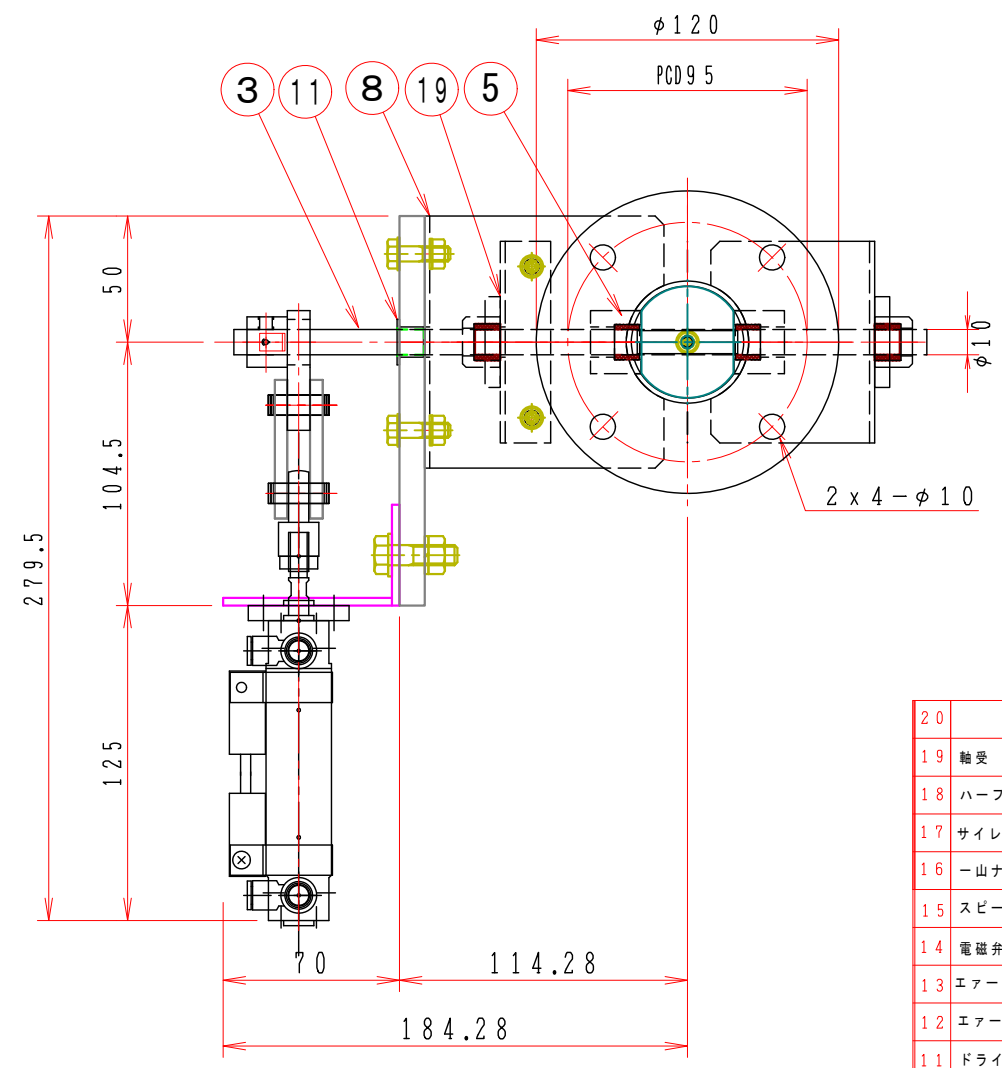 φ120
PCD95
3
11
8
19
5
50
104.5
279.5
125
φ10
2x4-φ10
70
114.28
184.28
20
19 軸受
18 ハーフ
17 サイレ
16 一山ナ
15 スピー
14 電磁弁
13 エアー
12 エアー
11 ドライ